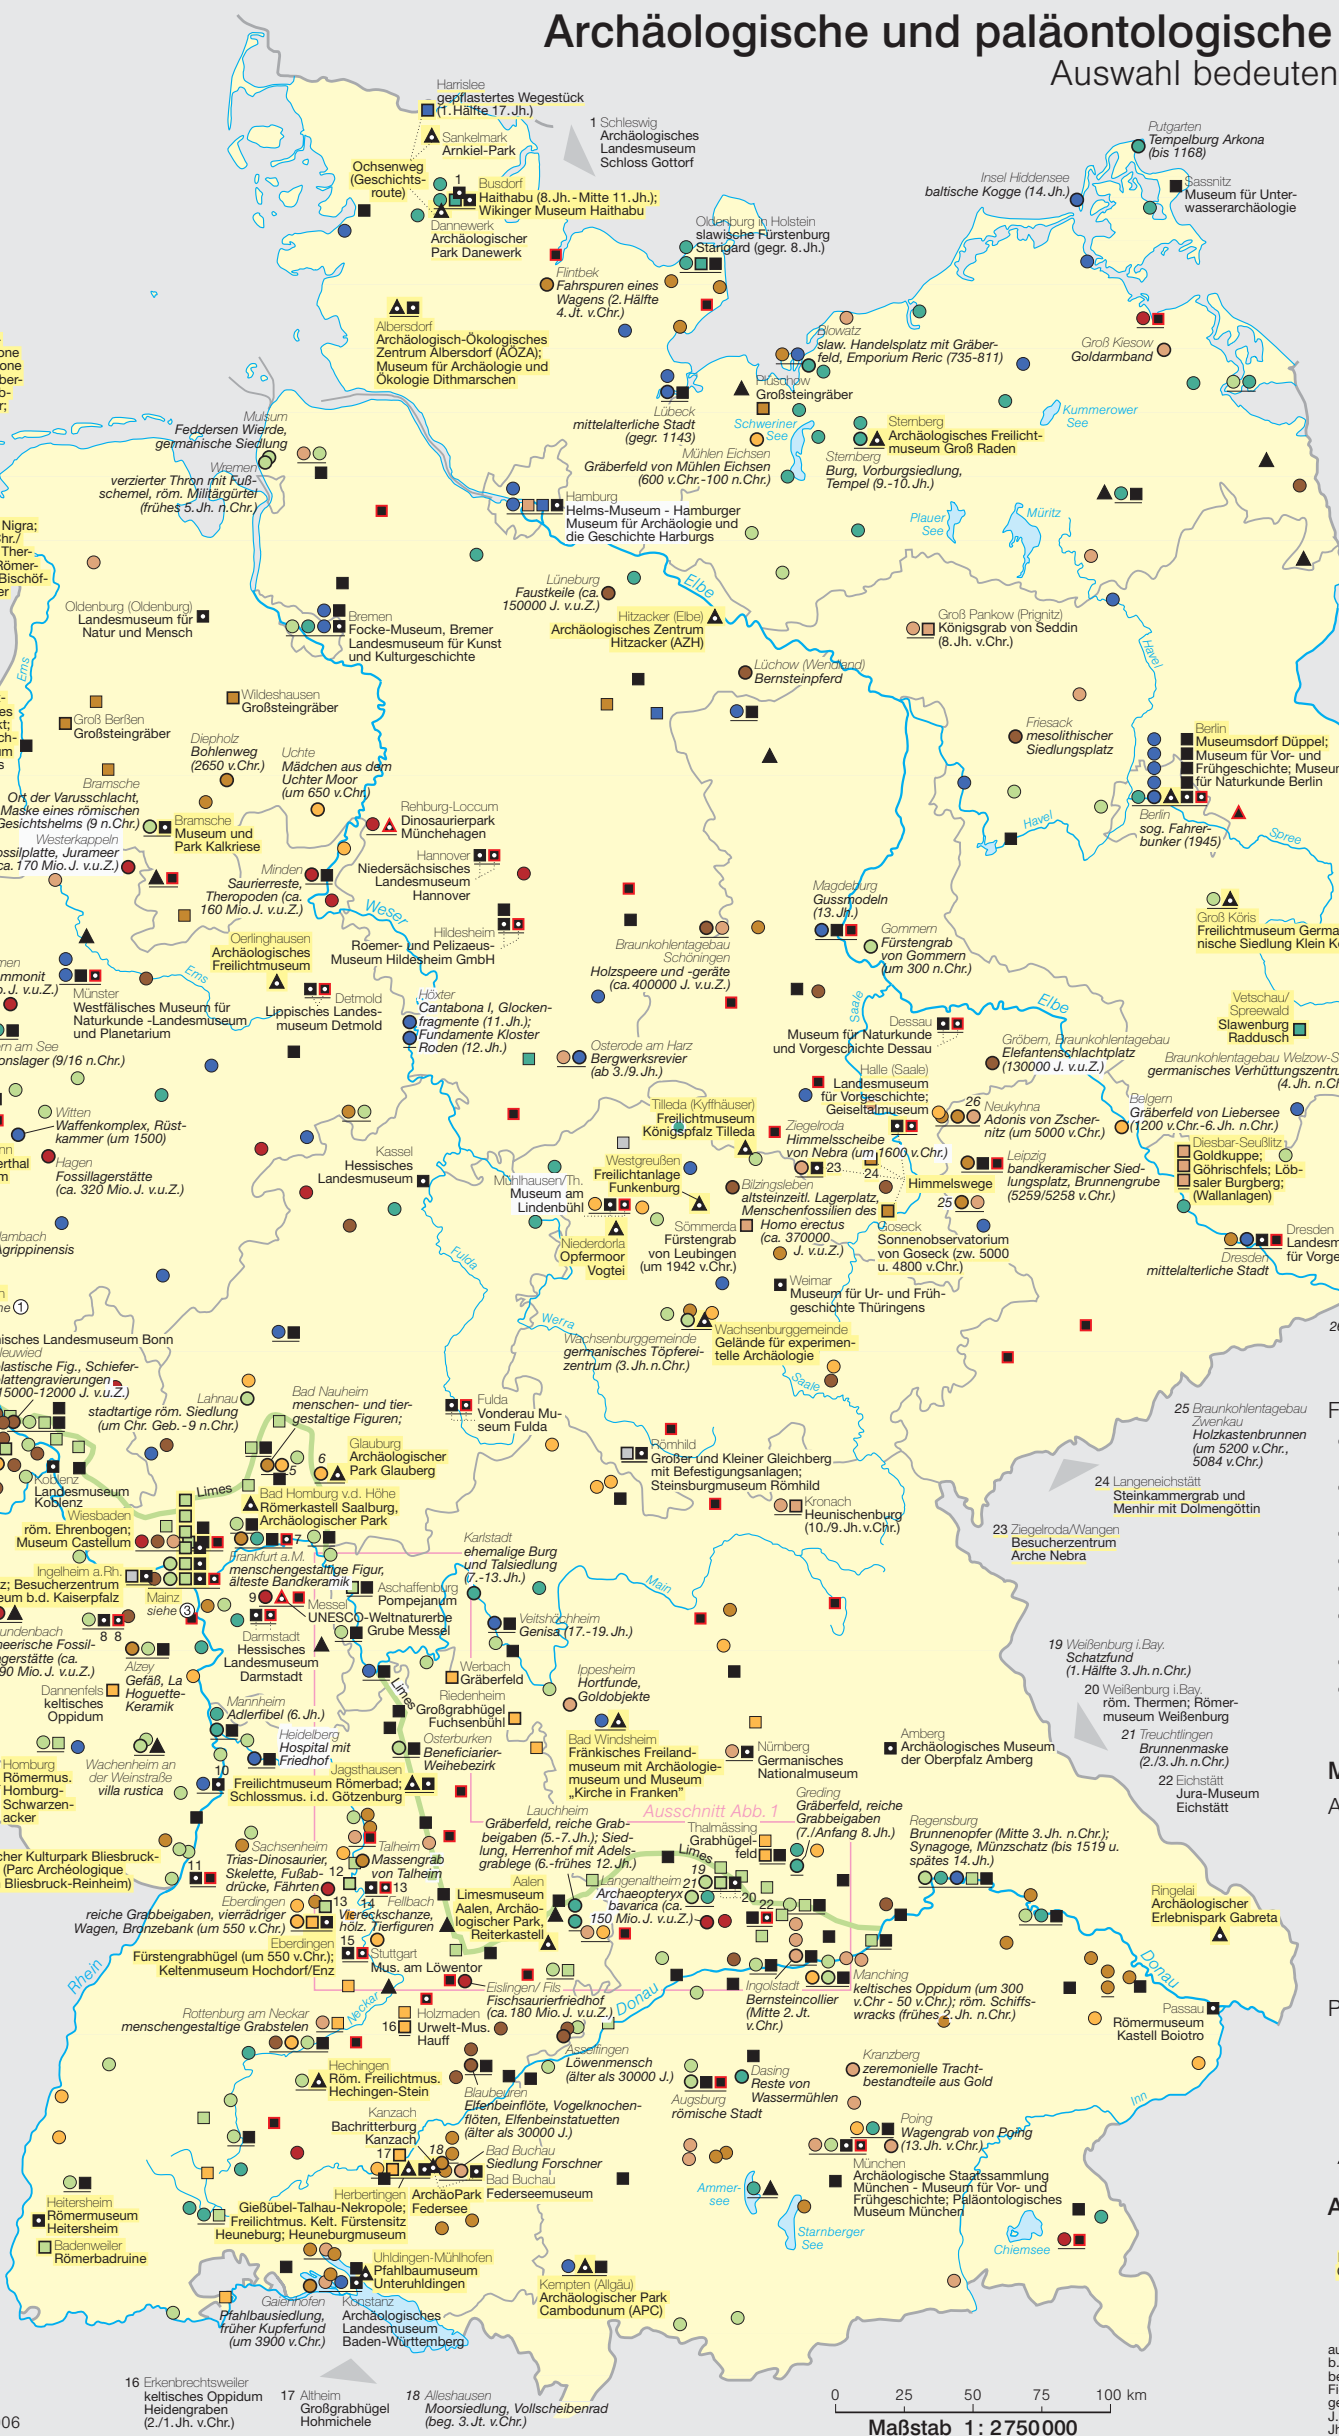 Archäologische und paläontologische
Auswahl bedeuten
Harrislee
gepflastertes Wegestück
(1. Hälfte 17. Jh.)
Sankelmark
Arnkiel-Park
Ochsenweg
(Geschichts-
route)
1
Busdorf
Haithabu (8. Jh. - Mitte 11. Jh.);
Wikinger Museum Haithabu
Dannewerk
Archäologischer
Park Danewerk
1 Schleswig
Archäologisches
Landesmuseum
Schloss Gottorf
Putgarten
Tempelburg Arkona
(bis 1168)
Insel Hiddensee
baltische Kogge (14. Jh.)
Sassnitz
Museum für Unter-
wasserarchäologie
Oldenburg in Holstein
slawische Fürstenburg
Starigard (gegr. 8. Jh.)
Flintbek
Fahrspuren eines
Wagens (2. Hälfte
4. Jt. v.Chr.)
Albersdorf
Archäologisch-Ökologisches
Zentrum Albersdorf (AÖZA);
Museum für Archäologie und
Ökologie Dithmarschen
Blowatz
slaw. Handelsplatz mit Gräber-
feld, Emporium Reric (735-811)
Groß Kiesow
Goldarmband
Plüschow
Großsteingräber
Lübeck
mittelalterliche Stadt
(gegr. 1143)
Schweriner
See
Kummerower
See
Mühlen Eichsen
Gräberfeld von Mühlen Eichsen
(600 v.Chr.-100 n.Chr.)
Sternberg
Archäologisches Freilicht-
museum Groß Raden
Sternberg
Burg, Vorburgsiedlung,
Tempel (9.-10. Jh.)
Mulsum
Feddersen Wierde,
germanische Siedlung
Wremen
verzierter Thron mit Fuß-
schemel, röm. Militärgürtel
(frühes 5. Jh. n.Chr.)
Hamburg
Helms-Museum - Hamburger
Museum für Archäologie und
die Geschichte Harburgs
Plauer
See
Müritz
Elbe
Lüneburg
Faustkeile (ca.
150000 J. v.u.Z.)
Hitzacker (Elbe)
Archäologisches Zentrum
Hitzacker (AZH)
Groß Pankow (Prignitz)
Königsgrab von Seddin
(8. Jh. v.Chr.)
Havel
Oldenburg (Oldenburg)
Landesmuseum für
Natur und Mensch
Bremen
Focke-Museum, Bremer
Landesmuseum für Kunst
und Kulturgeschichte
Ems
Lüchow (Wendland)
Bernsteinpferd
Wildeshausen
Großsteingräber
Groß Berßen
Großsteingräber
Friesack
mesolithischer
Siedlungsplatz
Berlin
Museumsdorf Düppel;
Museum für Vor- und
Frühgeschichte; Museum
für Naturkunde Berlin
Berlin
sog. Fahrer-
bunker (1945)
Havel
Spree
Diepholz
Bohlenweg
(2650 v.Chr.)
Uchte
Mädchen aus dem
Uchter Moor
(um 650 v.Chr.)
Bramsche
Ort der Varusschlacht,
Maske eines römischen
Gesichtshelms (9 n.Chr.)
Bramsche
Museum und
Park Kalkriese
Rehburg-Loccum
Dinosaurierpark
Münchehagen
Westerkappeln
ossilplatte, Jurameer
ca. 170 Mio. J. v.u.Z.)
Minden
Saurierreste,
Theropoden (ca.
160 Mio. J. v.u.Z.)
Hannover
Niedersächsisches
Landesmuseum
Hannover
Weser
Hildesheim
Roemer- und Pelizaeus-
Museum Hildesheim GmbH
Magdeburg
Gussmodeln
(13. Jh.)
Gommern
Fürstengrab
von Gommern
(um 300 n.Chr.)
Braunkohlentagebau
Schöningen
Holzspeere und -geräte
(ca. 400000 J. v.u.Z.)
Groß Köris
Freilichtmuseum Germa
nische Siedlung Klein Kö
Oerlinghausen
Archäologisches
Freilichtmuseum
Ems
Münster
Westfälisches Museum für
Naturkunde -Landesmuseum
und Planetarium
Detmold
Lippisches Landes-
museum Detmold
Höxter
Cantabona I, Glocken-
fragmente (11. Jh.);
Fundamente Kloster
Roden (12. Jh.)
Osterode am Harz
Bergwerksrevier
(ab 3./9. Jh.)
Saale
Elbe
Dessau
Museum für Naturkunde
und Vorgeschichte Dessau
Vetschau/
Spreewald
Slawenburg
Raddusch
Gröbern, Braunkohlentagebau
Elefantenschlachtplatz
(130000 J. v.u.Z.)
Braunkohlentagebau Welzow-S
germanisches Verhüttungszentru
(4. Jh. n.Ch
Halle (Saale)
Landesmuseum
für Vorgeschichte;
Geiseltalmuseum
Tilleda (Kyffhäuser)
Freilichtmuseum
Königspfalz Tilleda
Ziegelroda
Himmelsscheibe
von Nebra (um 1600 v.Chr.)
23
24
Himmelswege
26
Neukyhna
Adonis von Zscher-
nitz (um 5000 v.Chr.)
Belgern
Gräberfeld von Liebersee
(1200 v.Chr.-6. Jh. n.Chr.)
Leipzig
bandkeramischer Sied-
lungsplatz, Brunnengrube
(5259/5258 v.Chr.)
25
Diesbar-Seußlitz
Goldkuppe;
Göhrischfels; Löb-
saler Burgberg;
(Wallanlagen)
Witten
Waffenkomplex, Rüst-
kammer (um 1500)
Hagen
Fossillagerstätte
(ca. 320 Mio. J. v.u.Z.)
Kassel
Hessisches
Landesmuseum
Mühlhausen/Th.
Museum am
Lindenbühl
Westgreußen
Freilichtanlage
Funkenburg
Bilzingsleben
altsteinzeitl. Lagerplatz,
Menschenfossilien des
Homo erectus
(ca. 370000
J. v.u.Z.)
Sömmerda
Fürstengrab
von Leubingen
(um 1942 v.Chr.)
Niederdorla
Opfermoor
Vogtei
Goseck
Sonnenobservatorium
von Goseck (zw. 5000
u. 4800 v.Chr.)
Dresden
mittelalterliche Stadt
Dresden
Landesm
für Vorge
Weimar
Museum für Ur- und Früh-
geschichte Thüringens
Fulda
Werra
Wachsenburggemeinde
germanisches Töpferei-
zentrum (3. Jh. n.Chr.)
Wachsenburggemeinde
Gelände für experimen-
telle Archäologie
Saale
Lahnau
stadtartige röm. Siedlung
(um Chr. Geb.-9 n.Chr.)
Bad Nauheim
menschen- und tier-
gestaltige Figuren;
5
6
Glauburg
Archäologischer
Park Glauberg
Fulda
Vonderau Mu-
seum Fulda
Römhild
Großer und Kleiner Gleichberg
mit Befestigungsanlagen;
Steinsburgmuseum Römhild
Kronach
Heunischenburg
(10./9. Jh. v.Chr.)
25 Braunkohlentagebau
Zwenkau
Holzkastenbrunnen
(um 5200 v.Chr.,
5084 v.Chr.)
24 Langeneichstätt
Steinkammergrab und
Menhir mit Dolmengöttin
23 Ziegelroda/Wangen
Besucherzentrum
Arche Nebra
Koblenz
Landesmuseum
Koblenz
Limes
Bad Homburg v.d. Höhe
Römerkastell Saalburg,
Archäologischer Park
Wiesbaden
röm. Ehrenbogen;
Museum Castellum
7
Frankfurt a.M.
menschengestaltige Figur,
älteste Bandkeramik
Ingelheim a.Rh.
z; Besucherzentrum
eum b.d. Kaiserpfalz
Mainz
siehe 3
8 8
9
Messel
UNESCO-Weltnaturerbe
Grube Messel
Darmstadt
Hessisches
Landesmuseum
Darmstadt
Aschaffenburg
Pompejanum
Karlstadt
ehemalige Burg
und Talsiedlung
(7.-13. Jh.)
Main
Veitshöchheim
Genisa (17.-19. Jh.)
Alzey
Gefäß, La
Hoguette-
Keramik
Dannenfels
keltisches
Oppidum
Mannheim
Adlerfibel (6. Jh.)
Limes
Werbach
Gräberfeld
Riedenheim
Großgrabhügel
Fuchsenbühl
Ippesheim
Hortfunde,
Goldobjekte
19 Weißenburg i.Bay.
Schatzfund
(1. Hälfte 3. Jh. n.Chr.)
20 Weißenburg i.Bay.
röm. Thermen; Römer-
museum Weißenburg
21 Treuchtlingen
Brunnenmaske
(2./3. Jh. n.Chr.)
22 Eichstätt
Jura-Museum
Eichstätt
Wachenheim an
der Weinstraße
villa rustica
10
Heidelberg
Hospital mit
Friedhof
Osterburken
Beneficiarier-
Weihebezirk
Bad Windsheim
Fränkisches Freiland-
museum mit Archäologie-
museum und Museum
„Kirche in Franken"
Nürnberg
Germanisches
Nationalmuseum
Amberg
Archäologisches Museum
der Oberpfalz Amberg
Jagsthausen
Freilichtmuseum Römerbad;
Schlossmus. i.d. Götzenburg
Homburg
Römermus.
Homburg-
Schwarzen-
acker
Lauchheim
Gräberfeld, reiche Grab-
beigaben (5.-7. Jh.); Sied-
lung, Herrenhof mit Adels-
grablege (6.-frühes 12. Jh.)
Ausschnitt Abb. 1
Thalmässing
Grabhügel-
feld
Limes
19
20
Greding
Gräberfeld, reiche
Grabbeigaben
(7./Anfang 8. Jh.)
Regensburg
Brunnenopfer (Mitte 3. Jh. n.Chr.);
Synagoge, Münzschatz (bis 1519 u.
spätes 14. Jh.)
cher Kulturpark Bliesbruck-
(Parc Archéologique
Bliesbruck-Reinheim)
11
Sachsenheim
Trias-Dinosaurier,
Skelette, Fußab-
drücke, Fährten
12
13
Talheim
Massengrab
von Talheim
13
14
Fellbach
Viereckschanze,
hölz. Tierfiguren
Eberdingen
reiche Grabbeigaben, vierrädriger
Wagen, Bronzebank (um 550 v.Chr.)
Eberdingen
Fürstengrabhügel (um 550 v.Chr.);
Keltenmuseum Hochdorf/Enz
15
Stuttgart
Mus. am Löwentor
Aalen
Limesmuseum
Aalen, Archäo-
logischer Park,
Reiterkastell
Langenaltheim
Archaeopteryx
bavarica (ca.
150 Mio. J. v.u.Z.)
21
22
Ringelai
Archäologischer
Erlebnispark Gabreta
Rhein
Neckar
Donau
Donau
Eislingen/ Fils
Fischsaurierfriedhof
(ca. 180 Mio. J. v.u.Z.)
Ingolstadt
Bernsteincollier
(Mitte 2. Jt.
v.Chr.)
Manching
keltisches Oppidum (um 300
v.Chr - 50 v.Chr.); röm. Schiffs-
wracks (frühes 2. Jh. n.Chr.)
Passau
Römermuseum
Kastell Boiotro
Rottenburg am Neckar
menschengestaltige Grabstelen
16
Holzmaden
Urwelt-Mus.
Hauff
Asselfingen
Löwenmensch
(älter als 30000 J.)
Hechingen
Röm. Freilichtmus.
Hechingen-Stein
Blaubeuren
Elfenbeinflöte, Vogelknochen-
flöten, Elfenbeinstatuetten
(älter als 30000 J.)
Augsburg
römische Stadt
Dasing
Reste von
Wassermühlen
Kranzberg
zeremonielle Tracht-
bestandteile aus Gold
Inn
Poing
Wagengrab von Poing
(13. Jh. v.Chr.)
München
Archäologische Staatssammlung
München - Museum für Vor- und
Frühgeschichte; Paläontologisches
Museum München
Kanzach
Bachritterburg
Kanzach
17
18
Bad Buchau
Siedlung Forschner
Bad Buchau
Federseemuseum
ArchäoPark
Federsee
Herbertingen
Gießübel-Talhau-Nekropole;
Freilichtmus. Kelt. Fürstensitz
Heuneburg; Heuneburgmuseum
Ammer-
see
Starnberger
See
Chiemsee
Heitersheim
Römermuseum
Heitersheim
Badenweiler
Römerbadruine
Uhldingen-Mühlhofen
Pfahlbaumuseum
Unteruhldingen
Kempten (Allgäu)
Archäologischer Park
Cambodunum (APC)
Gaienhofen
Pfahlbausiedlung,
früher Kupferfund
(um 3900 v.Chr.)
Konstanz
Archäologisches
Landesmuseum
Baden-Württemberg
16 Erkenbrechtsweiler
keltisches Oppidum
Heidengraben
(2./1. Jh. v.Chr.)
17 Altheim
Großgrabhügel
Hohmichele
18 Alleshausen
Moorsiedlung, Vollscheibenrad
(beg. 3. Jt. v.Chr.)
0 25 50 75 100 km
Maßstab 1 : 2750000